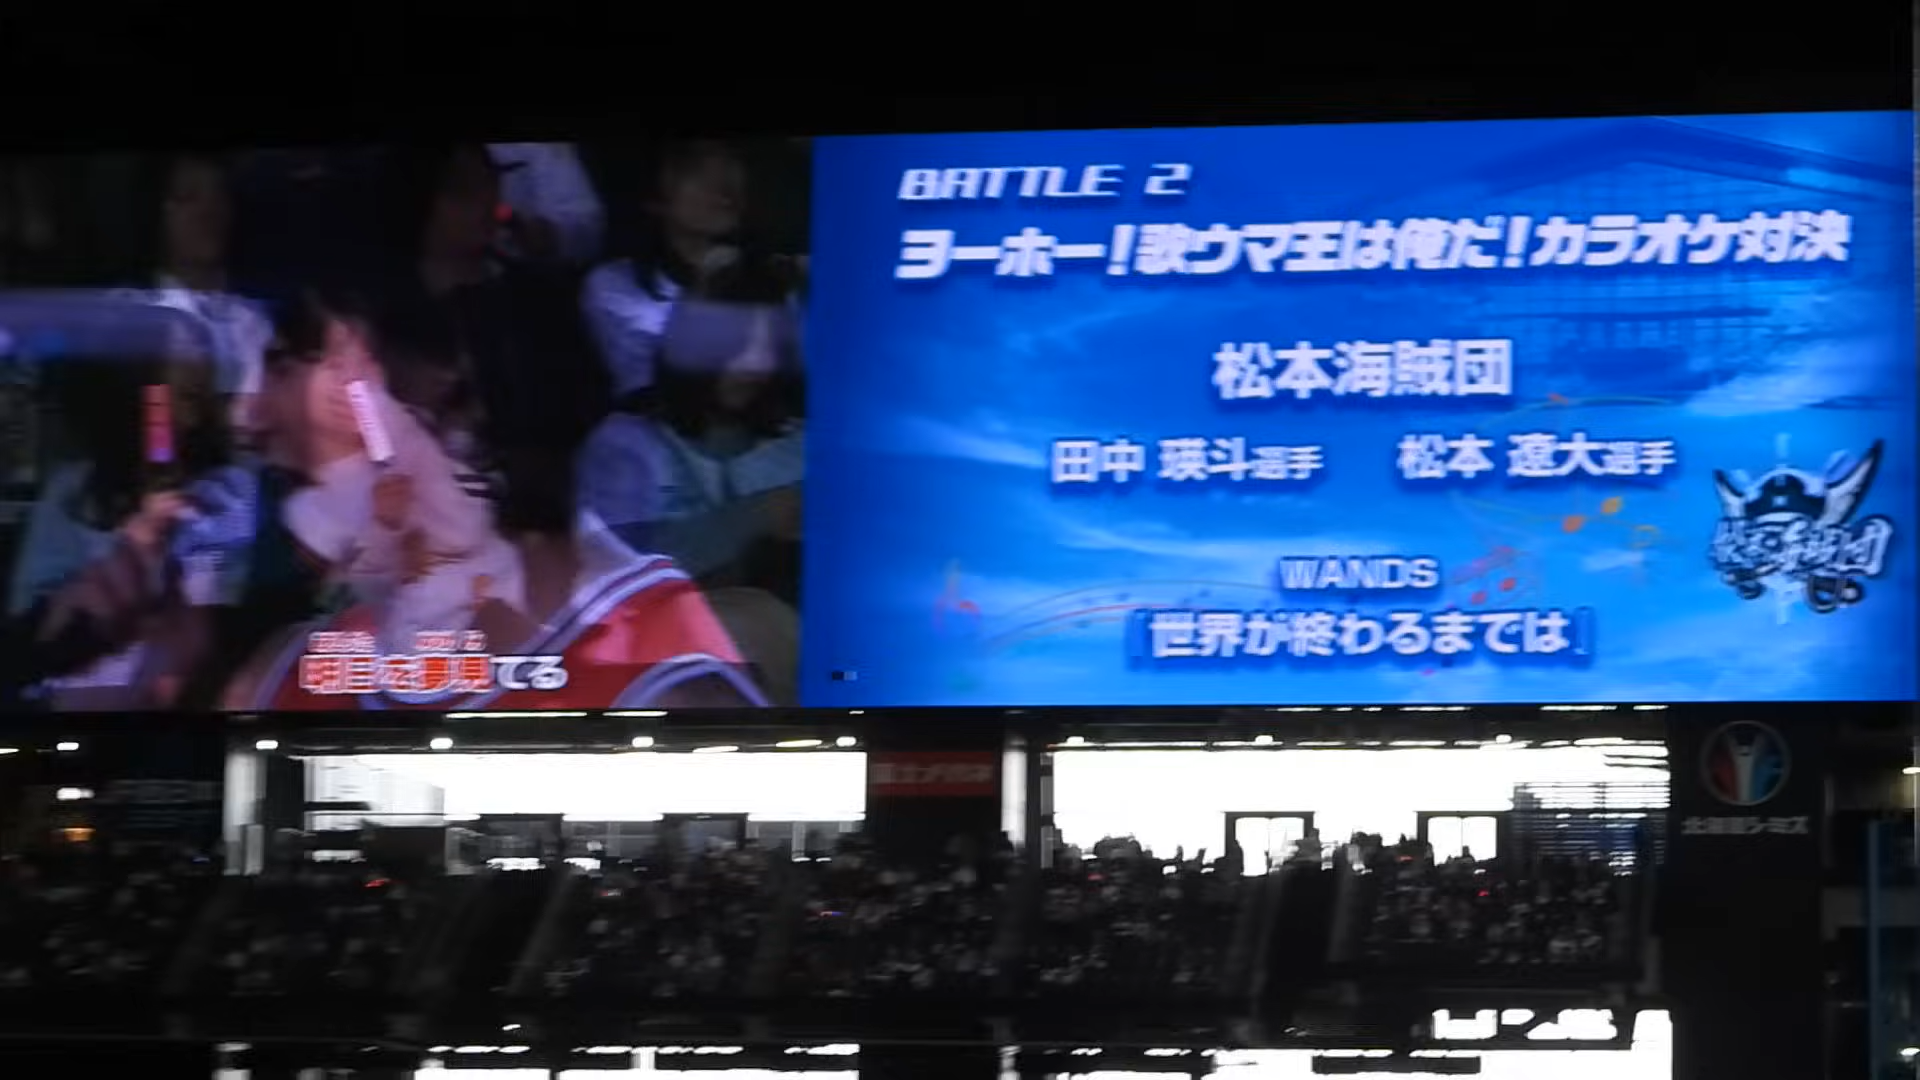 BATTLE 2
ヨーホー!歌ウマ王は俺だ!カラオケ対決
松本海賊団
田中 瑛斗選手 松本 遼大選手
WANDS
「世界が終わるまでは」
明日を夢見てる